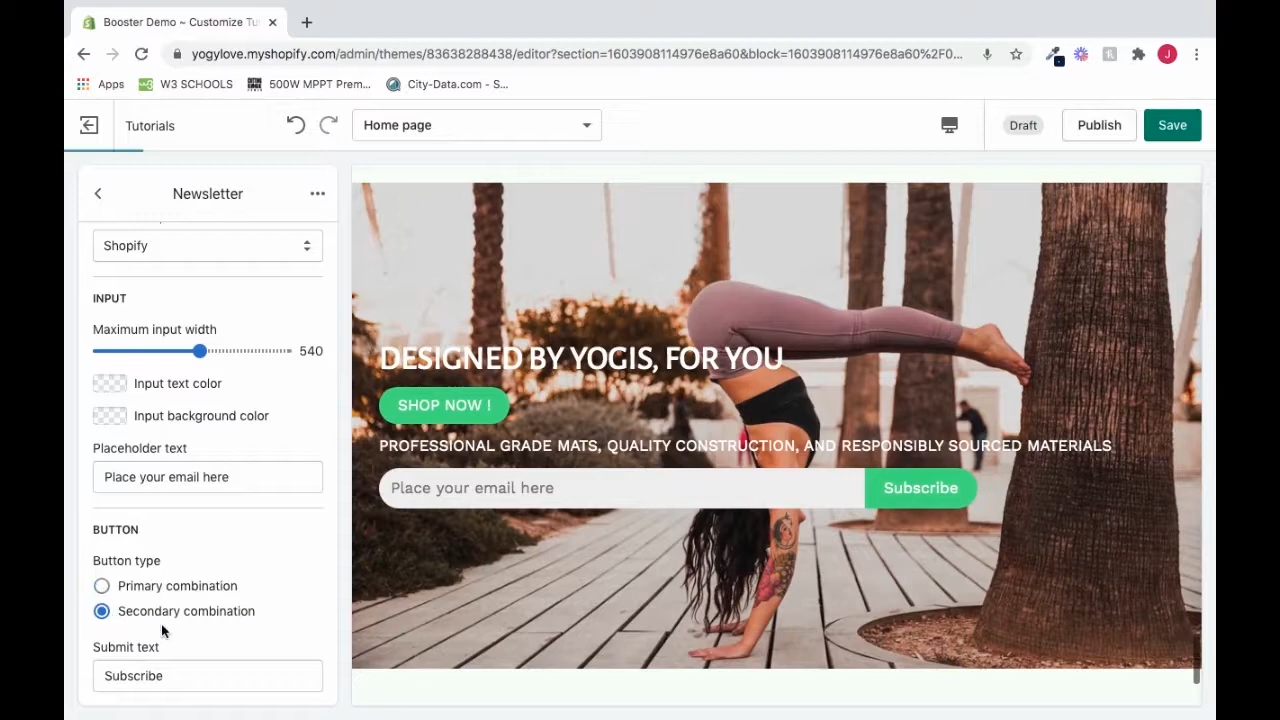 Booster Demo ~ Customize Tu
yogylove.myshopify.com/admin/themes/83638288438/editor?section=1603908114976e8a60&block=1603908114976e8a60%2F0...
J
Apps
W3 SCHOOLS
500W MPPT Prem...
City-Data.com - S...
Tutorials
Home page
Draft
Publish
Save
Newsletter
Shopify
INPUT
Maximum input width
540
Input text color
Input background color
Placeholder text
Place your email here
BUTTON
Button type
Primary combination
Secondary combination
Submit text
Subscribe
DESIGNED BY YOGIS, FOR YOU
SHOP NOW !
PROFESSIONAL GRADE MATS, QUALITY CONSTRUCTION, AND RESPONSIBLY SOURCED MATERIALS
Place your email here
Subscribe